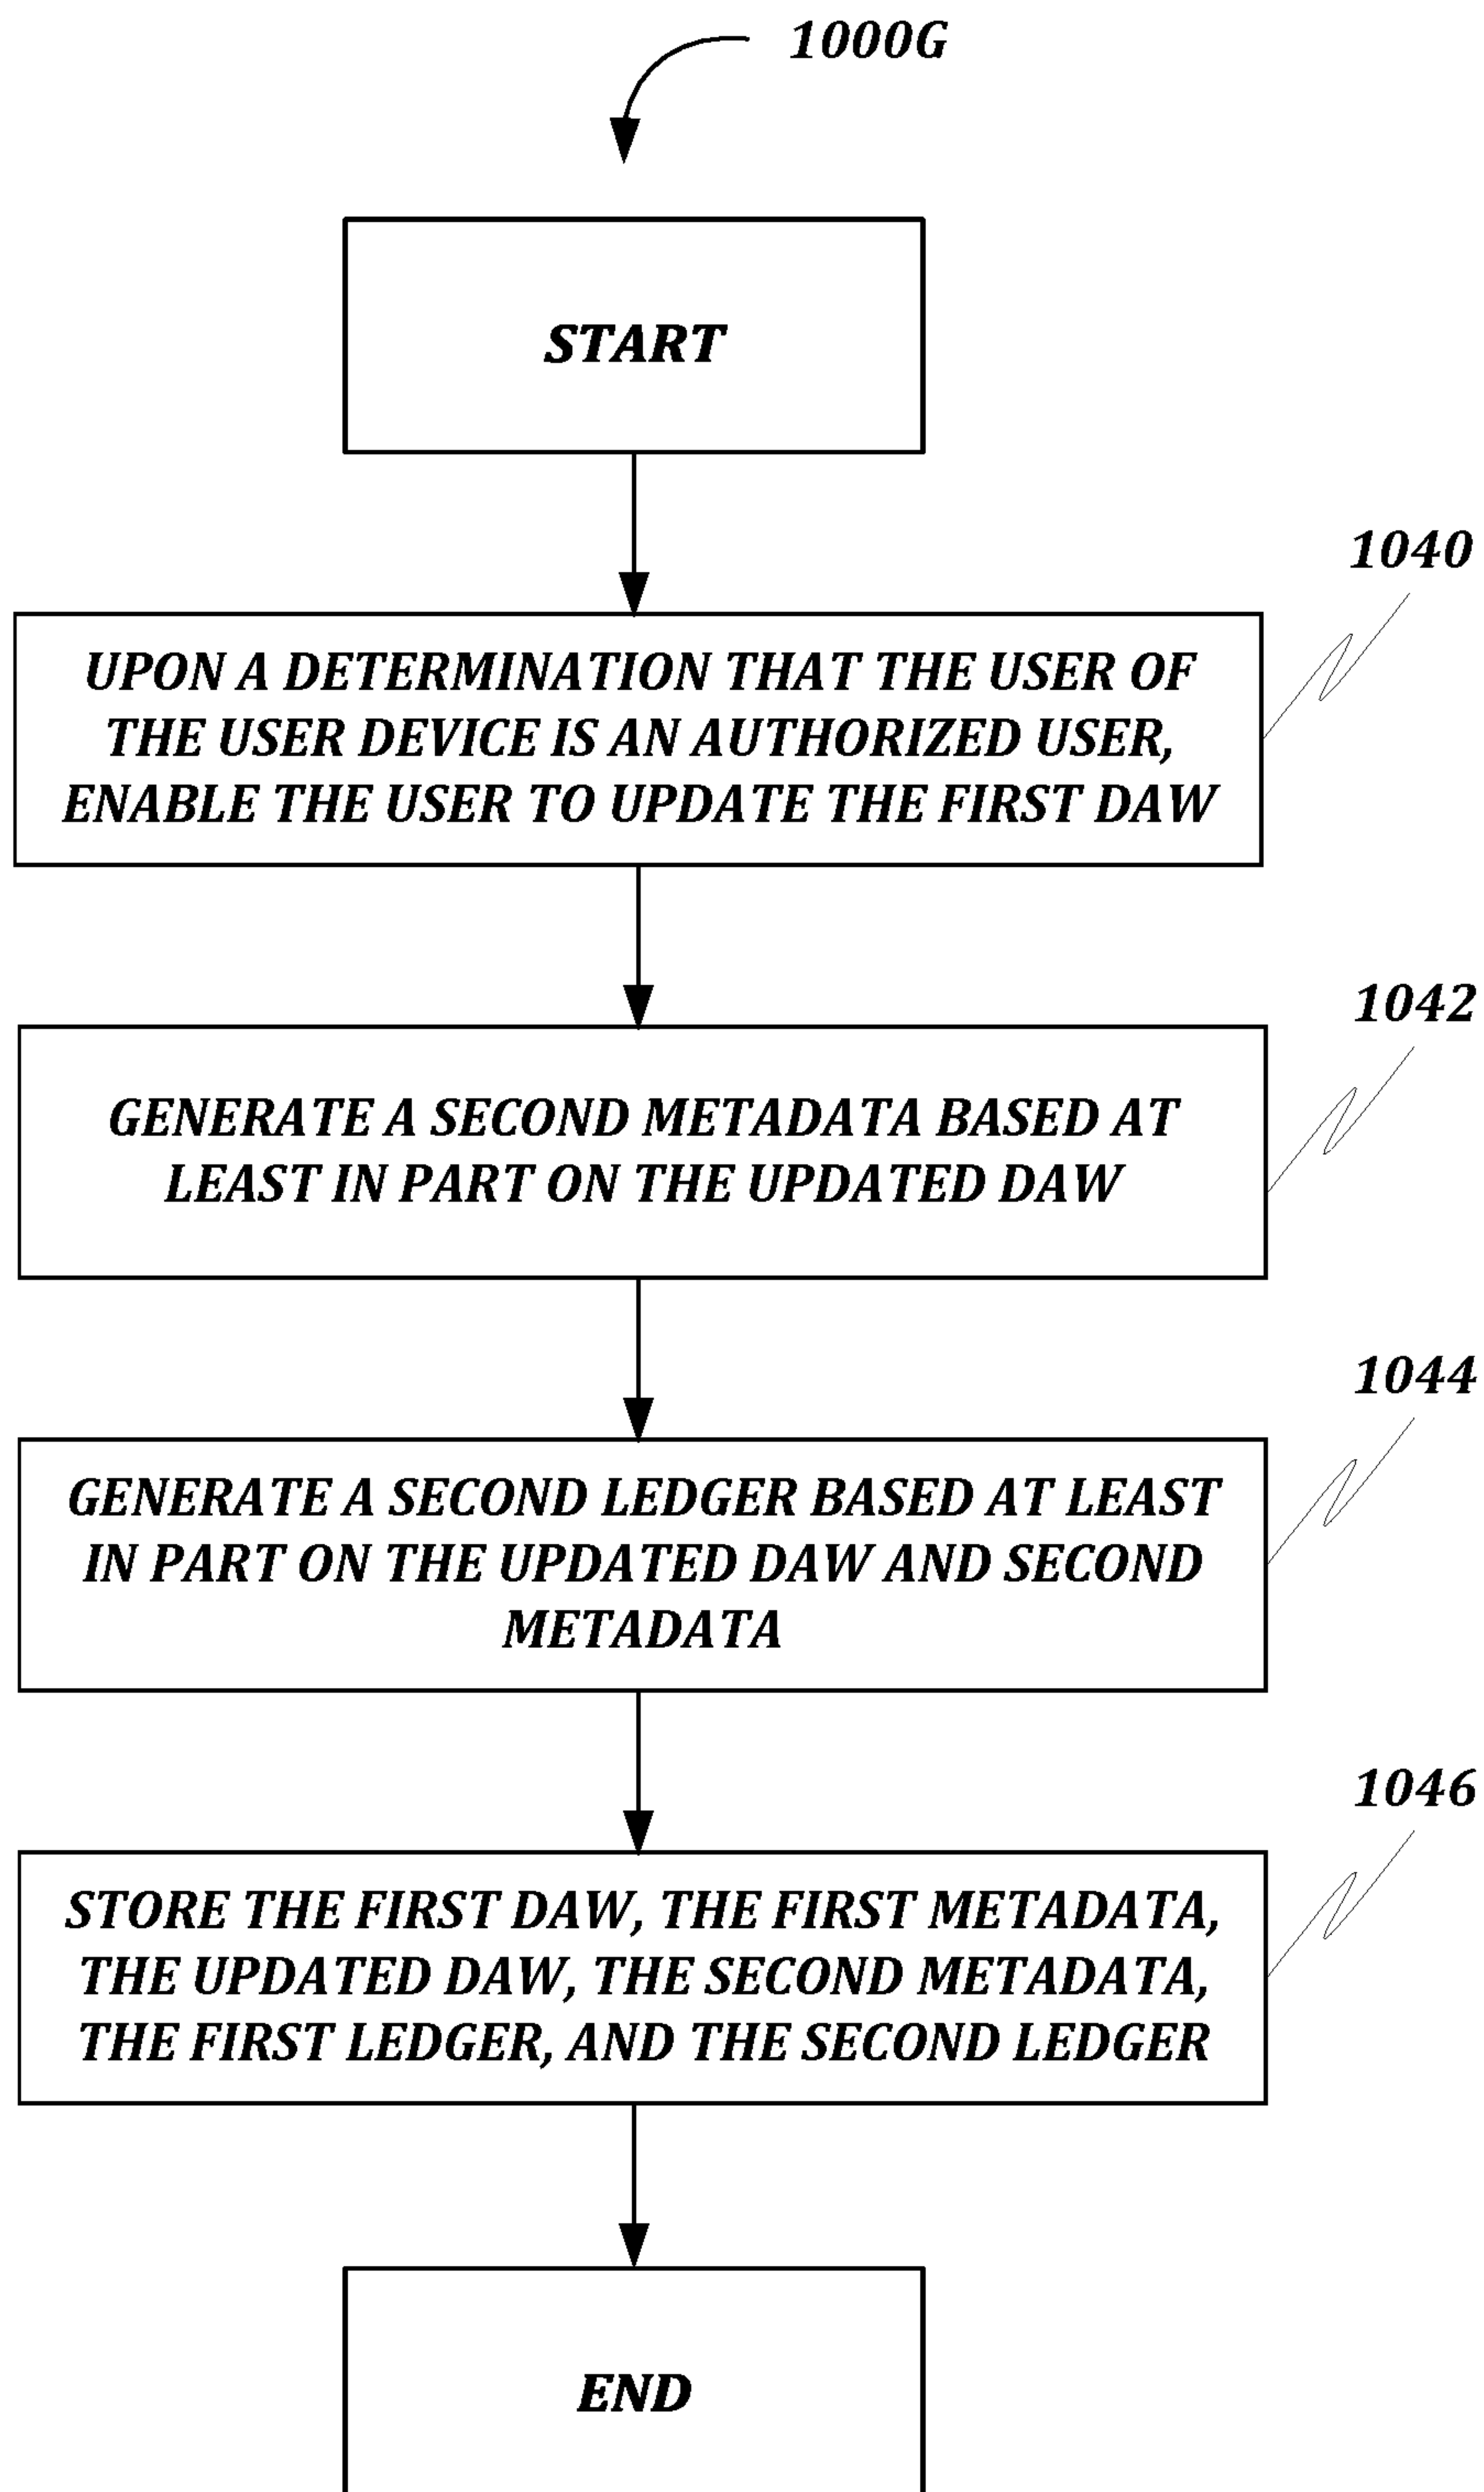 1000G
START
1040
UPON A DETERMINATION THAT THE USER OF
THE USER DEVICE IS AN AUTHORIZED USER,
ENABLE THE USER TO UPDATE THE FIRST DAW
1042
GENERATE A SECOND METADATA BASED AT
LEAST IN PART ON THE UPDATED DAW
1044
GENERATE A SECOND LEDGER BASED AT LEAST
IN PART ON THE UPDATED DAW AND SECOND
METADATA
1046
STORE THE FIRST DAW, THE FIRST METADATA,
THE UPDATED DAW, THE SECOND METADATA,
THE FIRST LEDGER, AND THE SECOND LEDGER
END